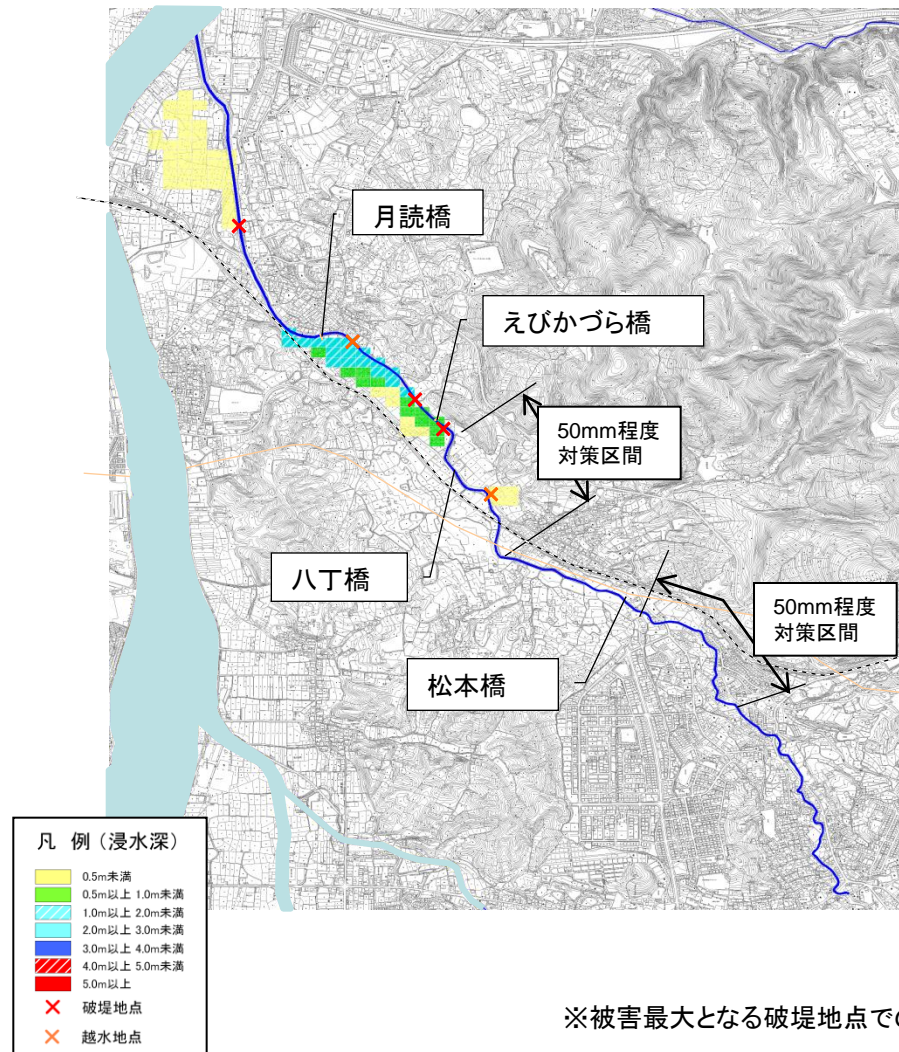 月読橋
えびかづら橋
50mm程度
対策区間
八丁橋
50mm程度
対策区間
松本橋
凡 例（浸水深）
0.5m未満
0.5m以上 1.0m未満
1.0m以上 2.0m未満
2.0m以上 3.0m未満
3.0m以上 4.0m未満
4.0m以上 5.0m未満
5.0m以上
破堤地点
越水地点
※被害最大となる破堤地点での